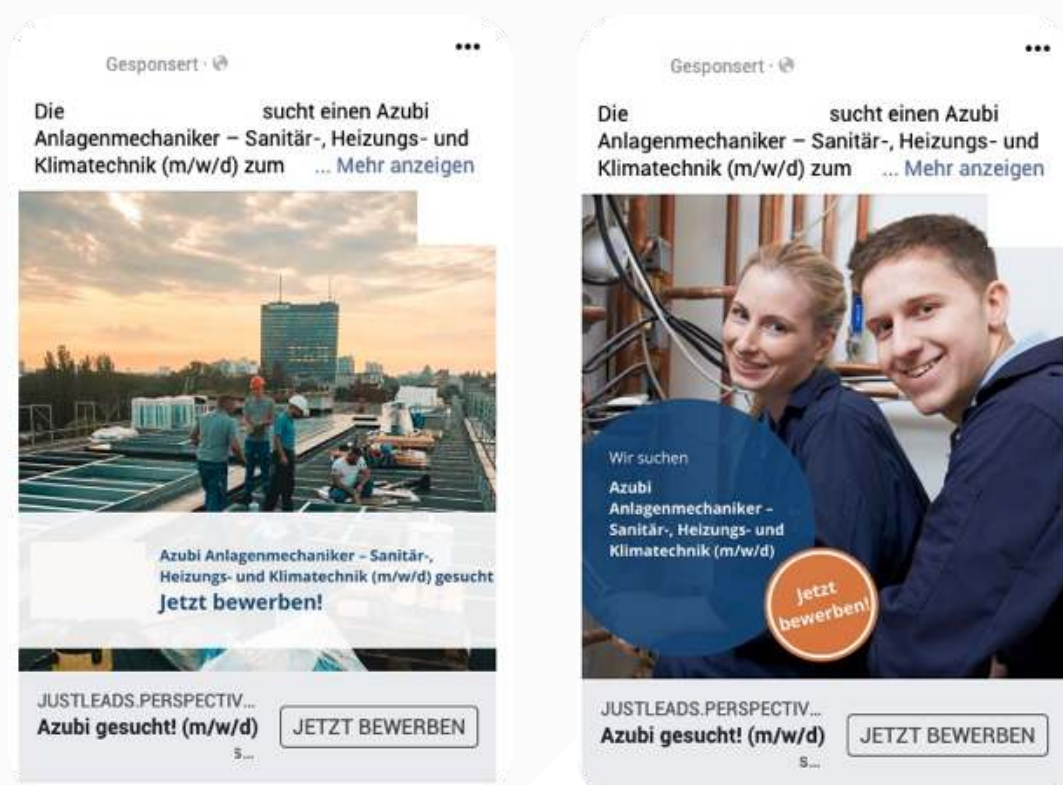 Gesponsert ·
Die sucht einen Azubi
Anlagenmechaniker – Sanitär-, Heizungs- und
Klimatechnik (m/w/d) zum ... Mehr anzeigen
Azubi Anlagenmechaniker – Sanitär-,
Heizungs- und Klimatechnik (m/w/d) gesucht
Jetzt bewerben!
JUSTLEADS.PERSPECTIV...
Azubi gesucht! (m/w/d)
s...
JETZT BEWERBEN
Gesponsert ·
Die sucht einen Azubi
Anlagenmechaniker – Sanitär-, Heizungs- und
Klimatechnik (m/w/d) zum ... Mehr anzeigen
Wir suchen
Azubi
Anlagenmechaniker –
Sanitär-, Heizungs- und
Klimatechnik (m/w/d)
Jetzt
bewerben!
JUSTLEADS.PERSPECTIV...
Azubi gesucht! (m/w/d)
s...
JETZT BEWERBEN